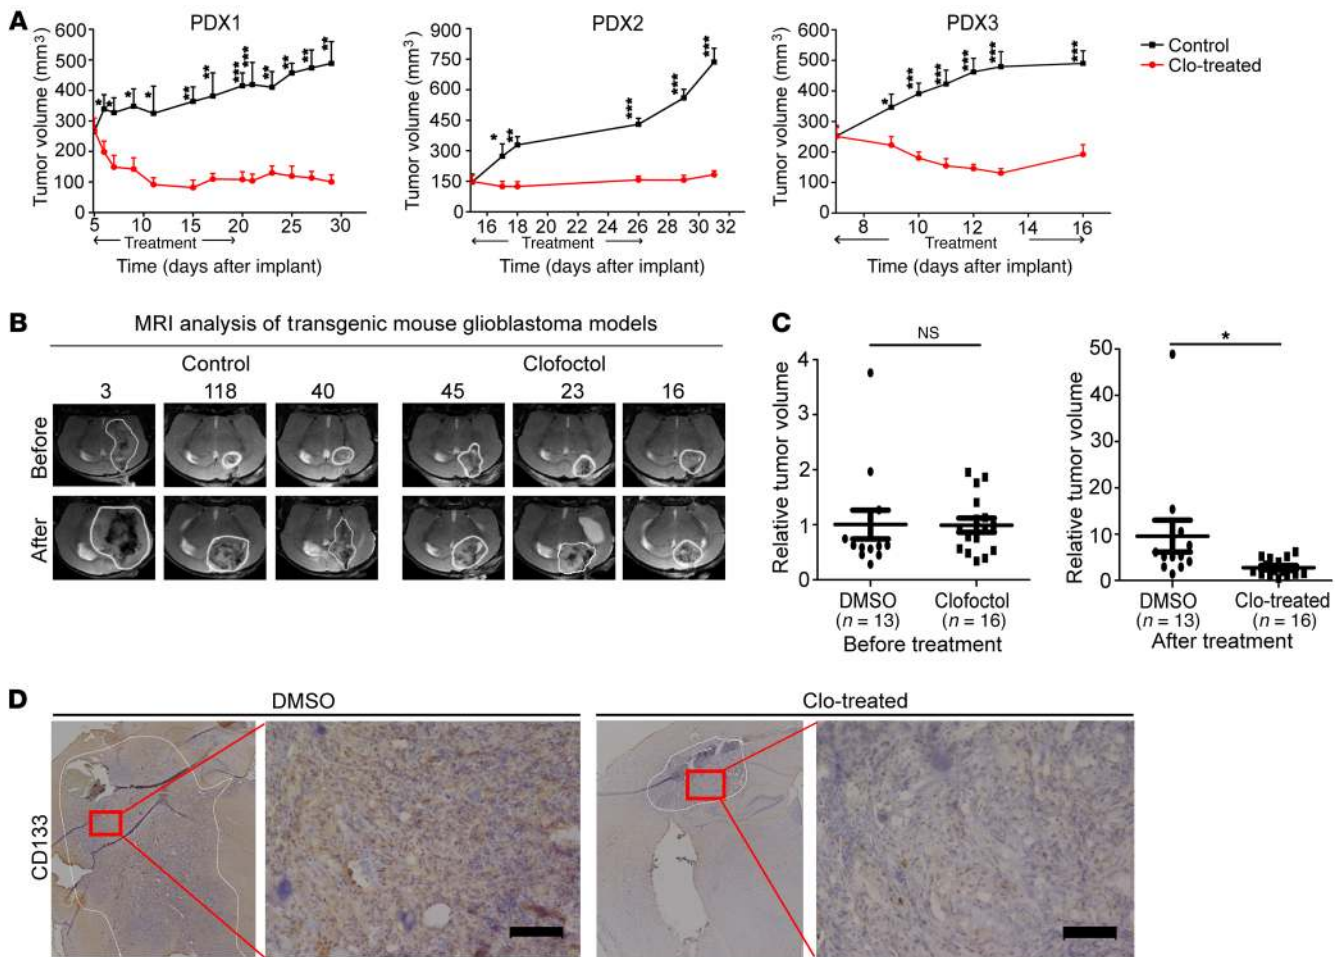 A
PDX1
PDX2
PDX3
Control
Clo-treated
Tumor volume (mm³)
600
500
400
300
200
100
0
5
10
15
20
25
30
* * * * ** ** *** *** ** ** ** **
Treatment
Time (days after implant)
Tumor volume (mm³)
900
750
600
450
300
150
0
16
18
20
22
24
26
28
30
32
* ** *** *** ***
Treatment
Time (days after implant)
Tumor volume (mm³)
600
500
400
300
200
100
0
8
10
12
14
16
* *** *** *** *** ***
Treatment
Time (days after implant)
B
MRI analysis of transgenic mouse glioblastoma models
Control
Clofoctol
3 118 40 45 23 16
Before
After
C
NS
Relative tumor volume
4
3
2
1
0
DMSO Clofoctol
(n = 13) (n = 16)
Before treatment
*
Relative tumor volume
50
40
30
20
10
0
DMSO Clo-treated
(n = 13) (n = 16)
After treatment
D
DMSO
Clo-treated
CD133